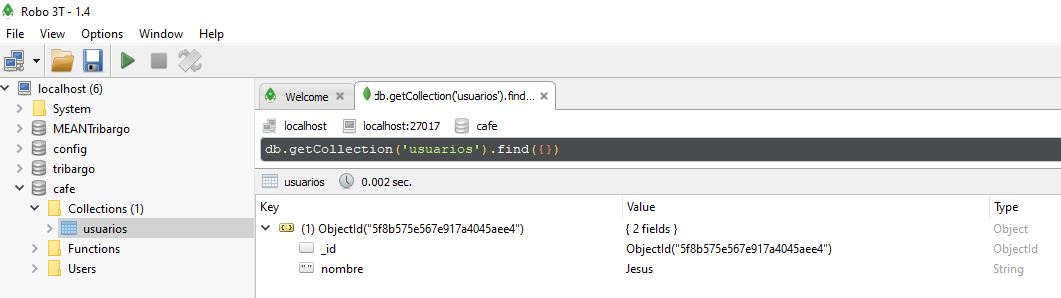 Robo 3T - 1.4
File View Options Window Help
localhost (6)
System
MEANTribargo
config
tribargo
cafe
Collections (1)
usuarios
Functions
Users
Welcome
db.getCollection('usuarios').find...
localhost localhost:27017 cafe
db.getCollection('usuarios').find({})
usuarios 0.002 sec.
Key Value Type
(1) ObjectId("5f8b575e567e917a4045aee4") { 2 fields } Object
_id ObjectId("5f8b575e567e917a4045aee4") ObjectId
nombre Jesus String